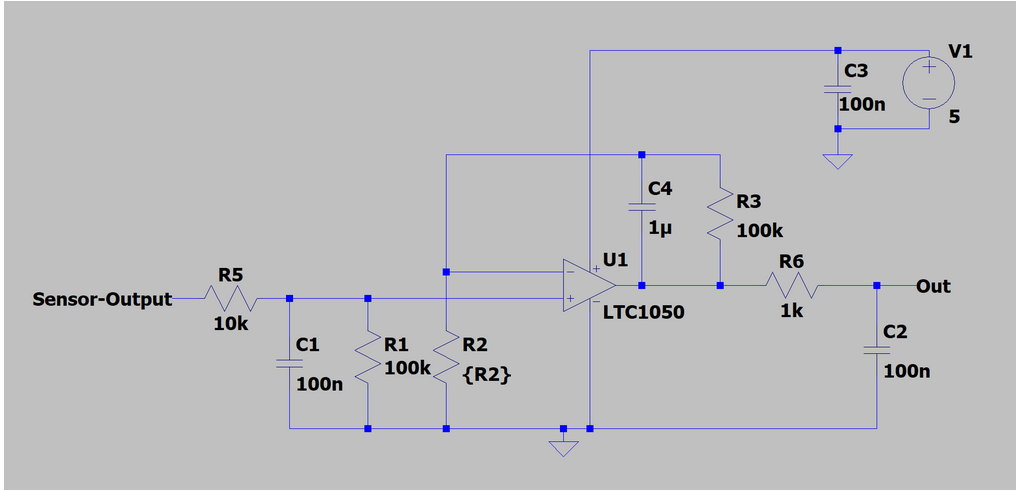 V1
+
C3
100n
5
C4
1µ
R3
100k
U1
+
−
R6
1k
Out
LTC1050
+
−
R5
10k
Sensor-Output
C1
100n
R1
100k
R2
{R2}
C2
100n